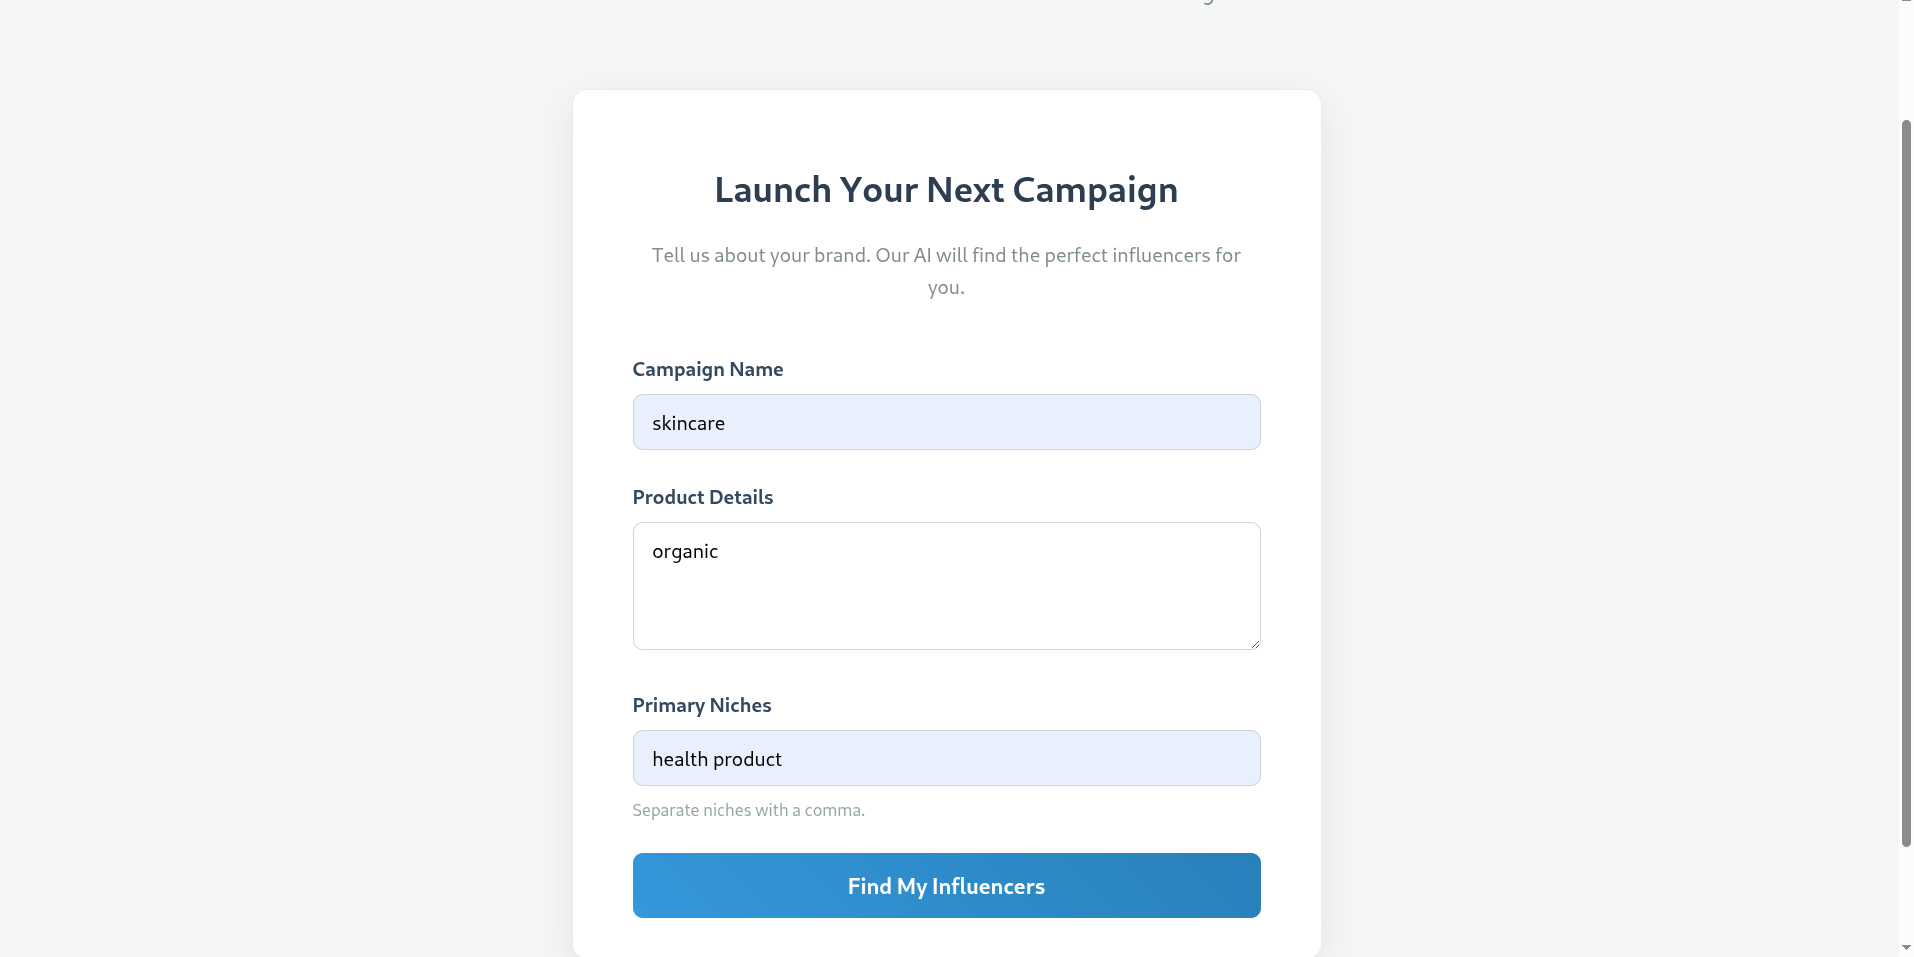 Launch Your Next Campaign
Tell us about your brand. Our AI will find the perfect influencers for
you.
Campaign Name
skincare
Product Details
organic
Primary Niches
health product
Separate niches with a comma.
Find My Influencers